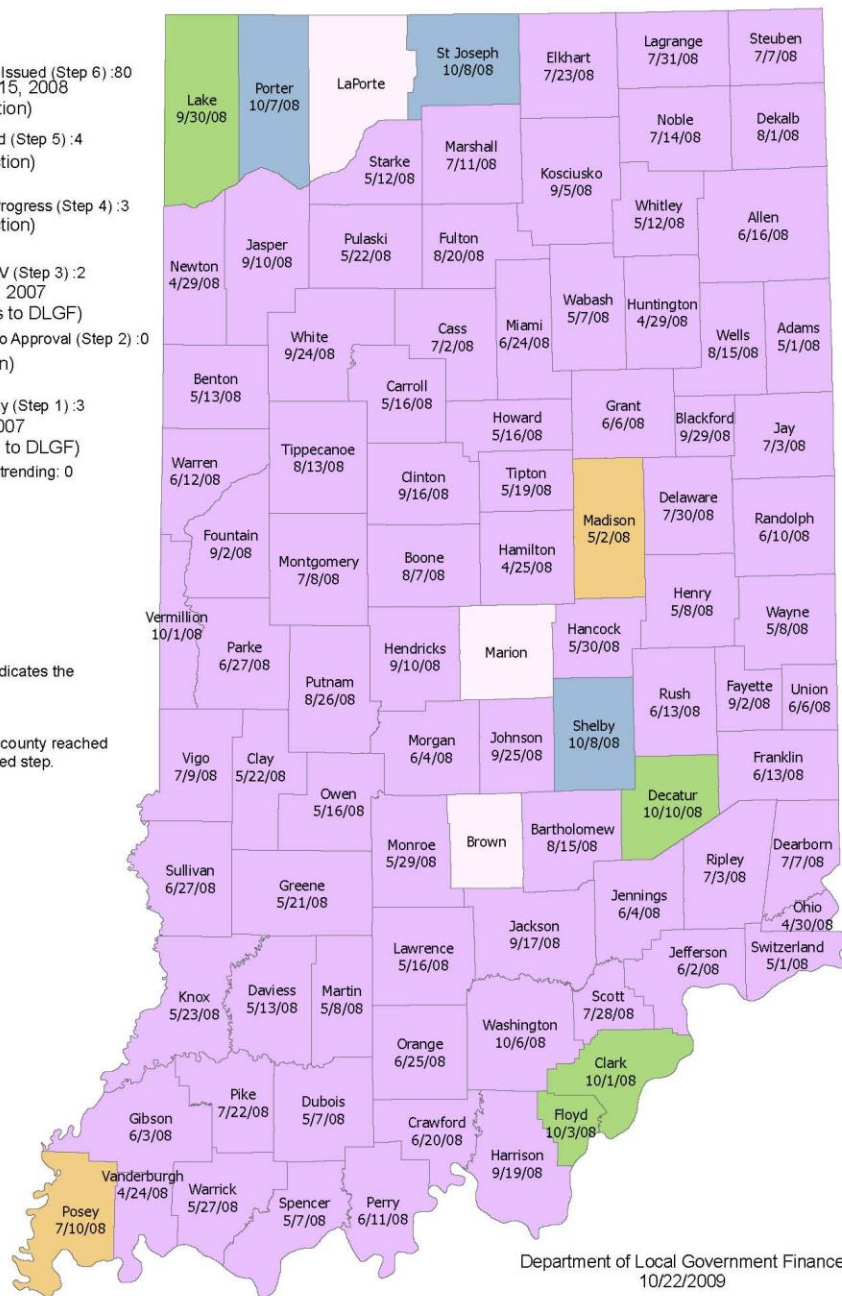 Issued (Step 6) :80
15, 2008
tion)
d (Step 5) :4
tion)
Progress (Step 4) :3
tion)
V (Step 3) :2
, 2007
s to DLGF)
o Approval (Step 2) :0
n)
y (Step 1) :3
007
to DLGF)
trending: 0
dicates the
county reached
ed step.
Lake
9/30/08
Porter
10/7/08
LaPorte
St Joseph
10/8/08
Elkhart
7/23/08
Lagrange
7/31/08
Steuben
7/7/08
Noble
7/14/08
Dekalb
8/1/08
Starke
5/12/08
Marshall
7/11/08
Kosciusko
9/5/08
Whitley
5/12/08
Allen
6/16/08
Newton
4/29/08
Jasper
9/10/08
Pulaski
5/22/08
Fulton
8/20/08
White
9/24/08
Cass
7/2/08
Miami
6/24/08
Wabash
5/7/08
Huntington
4/29/08
Wells
8/15/08
Adams
5/1/08
Benton
5/13/08
Carroll
5/16/08
Howard
5/16/08
Grant
6/6/08
Blackford
9/29/08
Jay
7/3/08
Warren
6/12/08
Tippecanoe
8/13/08
Clinton
9/16/08
Tipton
5/19/08
Madison
5/2/08
Delaware
7/30/08
Randolph
6/10/08
Fountain
9/2/08
Montgomery
7/8/08
Boone
8/7/08
Hamilton
4/25/08
Henry
5/8/08
Wayne
5/8/08
Vermillion
10/1/08
Parke
6/27/08
Putnam
8/26/08
Hendricks
9/10/08
Marion
Hancock
5/30/08
Rush
6/13/08
Fayette
9/2/08
Union
6/6/08
Vigo
7/9/08
Clay
5/22/08
Owen
5/16/08
Morgan
6/4/08
Johnson
9/25/08
Shelby
10/8/08
Decatur
10/10/08
Franklin
6/13/08
Sullivan
6/27/08
Greene
5/21/08
Monroe
5/29/08
Brown
Bartholomew
8/15/08
Jennings
6/4/08
Ripley
7/3/08
Dearborn
7/7/08
Ohio
4/30/08
Knox
5/23/08
Daviess
5/13/08
Martin
5/8/08
Lawrence
5/16/08
Jackson
9/17/08
Jefferson
6/2/08
Switzerland
5/1/08
Orange
6/25/08
Washington
10/6/08
Scott
7/28/08
Clark
10/1/08
Floyd
10/3/08
Gibson
6/3/08
Pike
7/22/08
Dubois
5/7/08
Crawford
6/20/08
Harrison
9/19/08
Posey
7/10/08
Vanderburgh
4/24/08
Warrick
5/27/08
Spencer
5/7/08
Perry
6/11/08
Department of Local Government Finance
10/22/2009